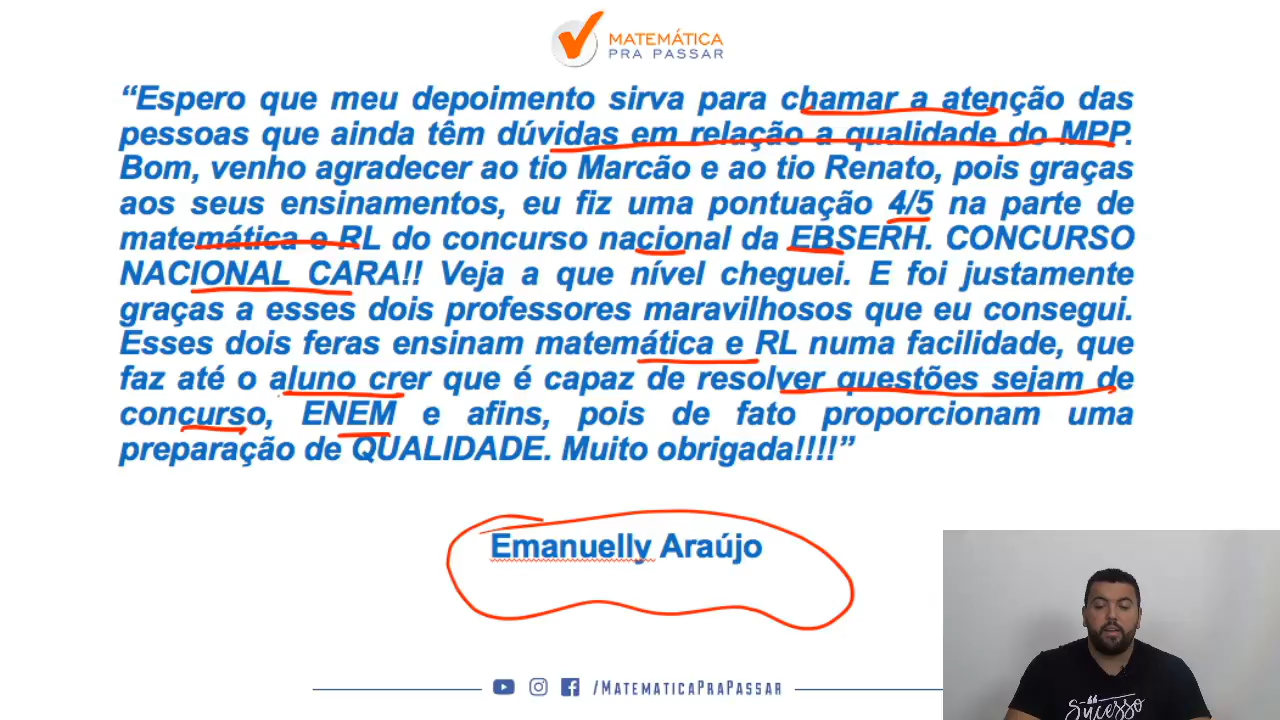 MATEMÁTICA
PRA PASSAR
“Espero que meu depoimento sirva para chamar a atenção das
pessoas que ainda têm dúvidas em relação a qualidade do MPP.
Bom, venho agradecer ao tio Marcão e ao tio Renato, pois graças
aos seus ensinamentos, eu fiz uma pontuação 4/5 na parte de
matemática e RL do concurso nacional da EBSERH. CONCURSO
NACIONAL CARA!! Veja a que nível cheguei. E foi justamente
graças a esses dois professores maravilhosos que eu consegui.
Esses dois feras ensinam matemática e RL numa facilidade, que
faz até o aluno crer que é capaz de resolver questões sejam de
concurso, ENEM e afins, pois de fato proporcionam uma
preparação de QUALIDADE. Muito obrigada!!!!”
Emanuelly Araújo
/MATEMATICAPRAPASSAR
Sucesso